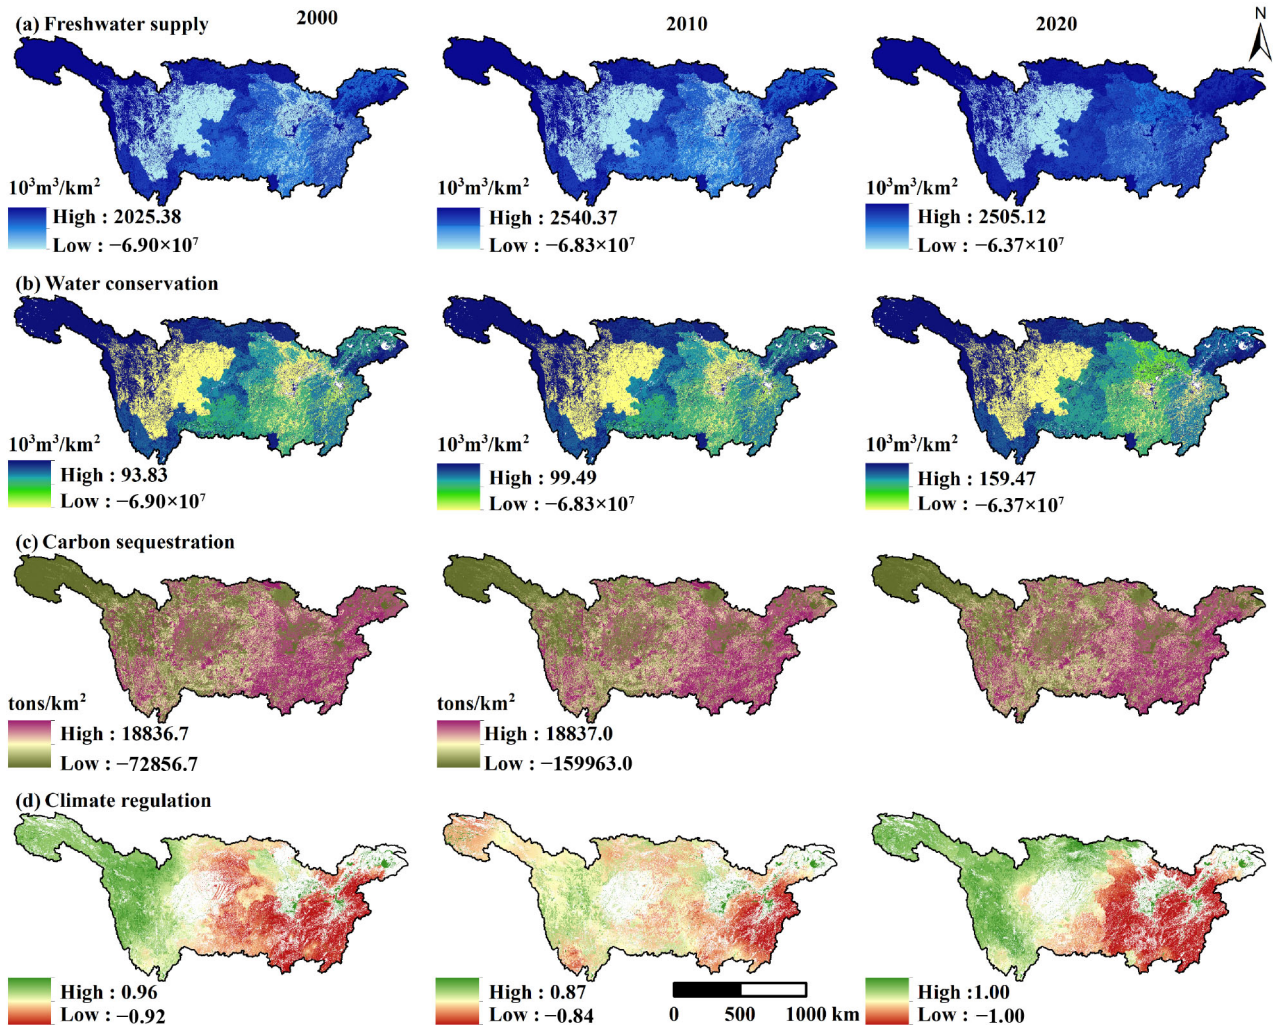 (a) Freshwater supply 2000 2010 2020 N
10³m³/km² 10³m³/km² 10³m³/km²
High : 2025.38 High : 2540.37 High : 2505.12
Low : −6.90×10⁷ Low : −6.83×10⁷ Low : −6.37×10⁷
(b) Water conservation
10³m³/km² 10³m³/km² 10³m³/km²
High : 93.83 High : 99.49 High : 159.47
Low : −6.90×10⁷ Low : −6.83×10⁷ Low : −6.37×10⁷
(c) Carbon sequestration
tons/km² tons/km²
High : 18836.7 High : 18837.0
Low : −72856.7 Low : −159963.0
(d) Climate regulation
High : 0.96 High : 0.87 High :1.00
Low : −0.92 Low : −0.84 Low : −1.00
0 500 1000 km